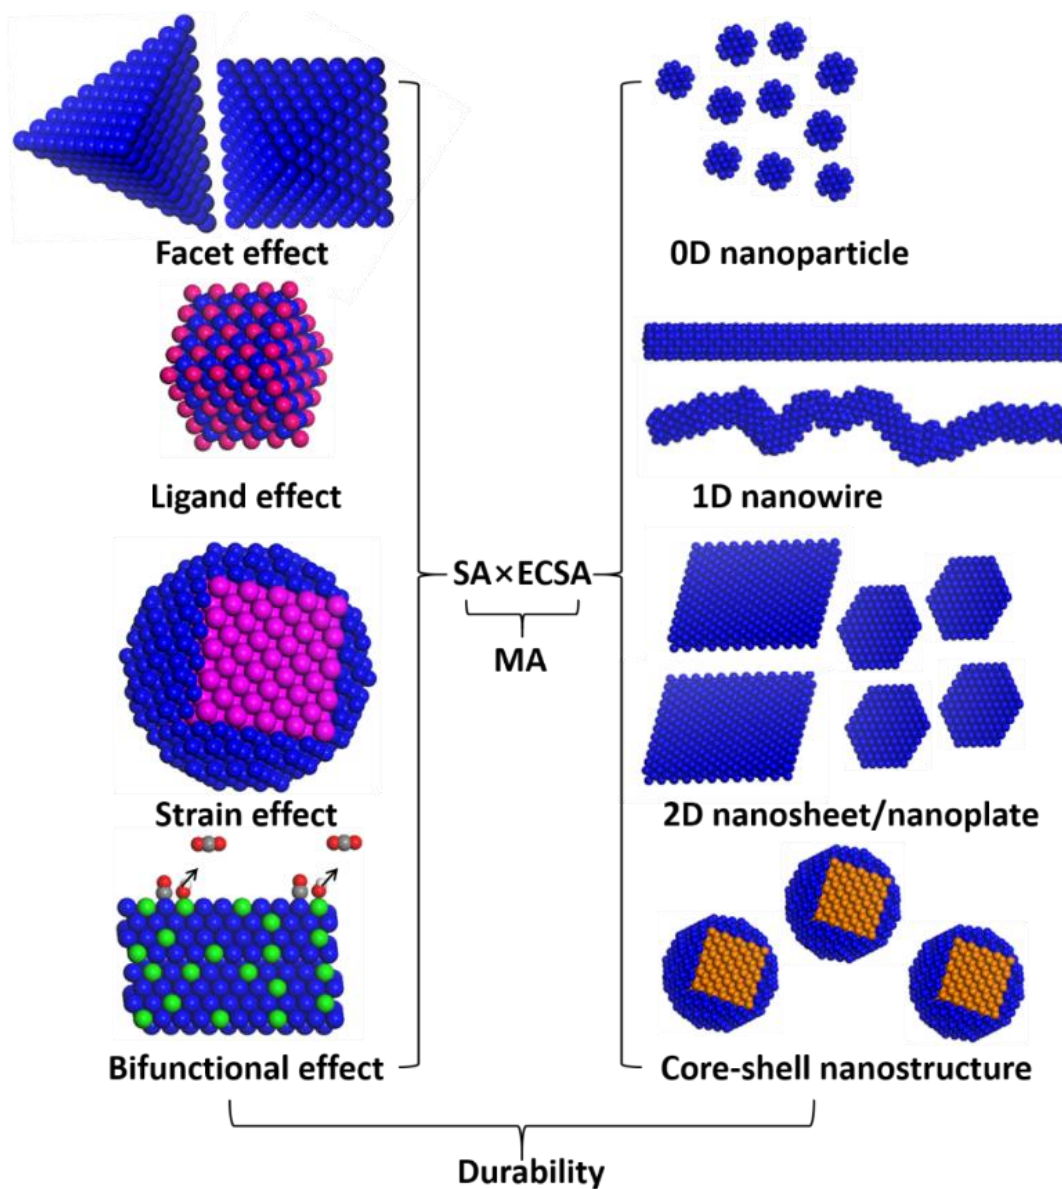 Facet effect
0D nanoparticle
Ligand effect
1D nanowire
SA×ECSA
MA
Strain effect
2D nanosheet/nanoplate
Bifunctional effect
Core-shell nanostructure
Durability